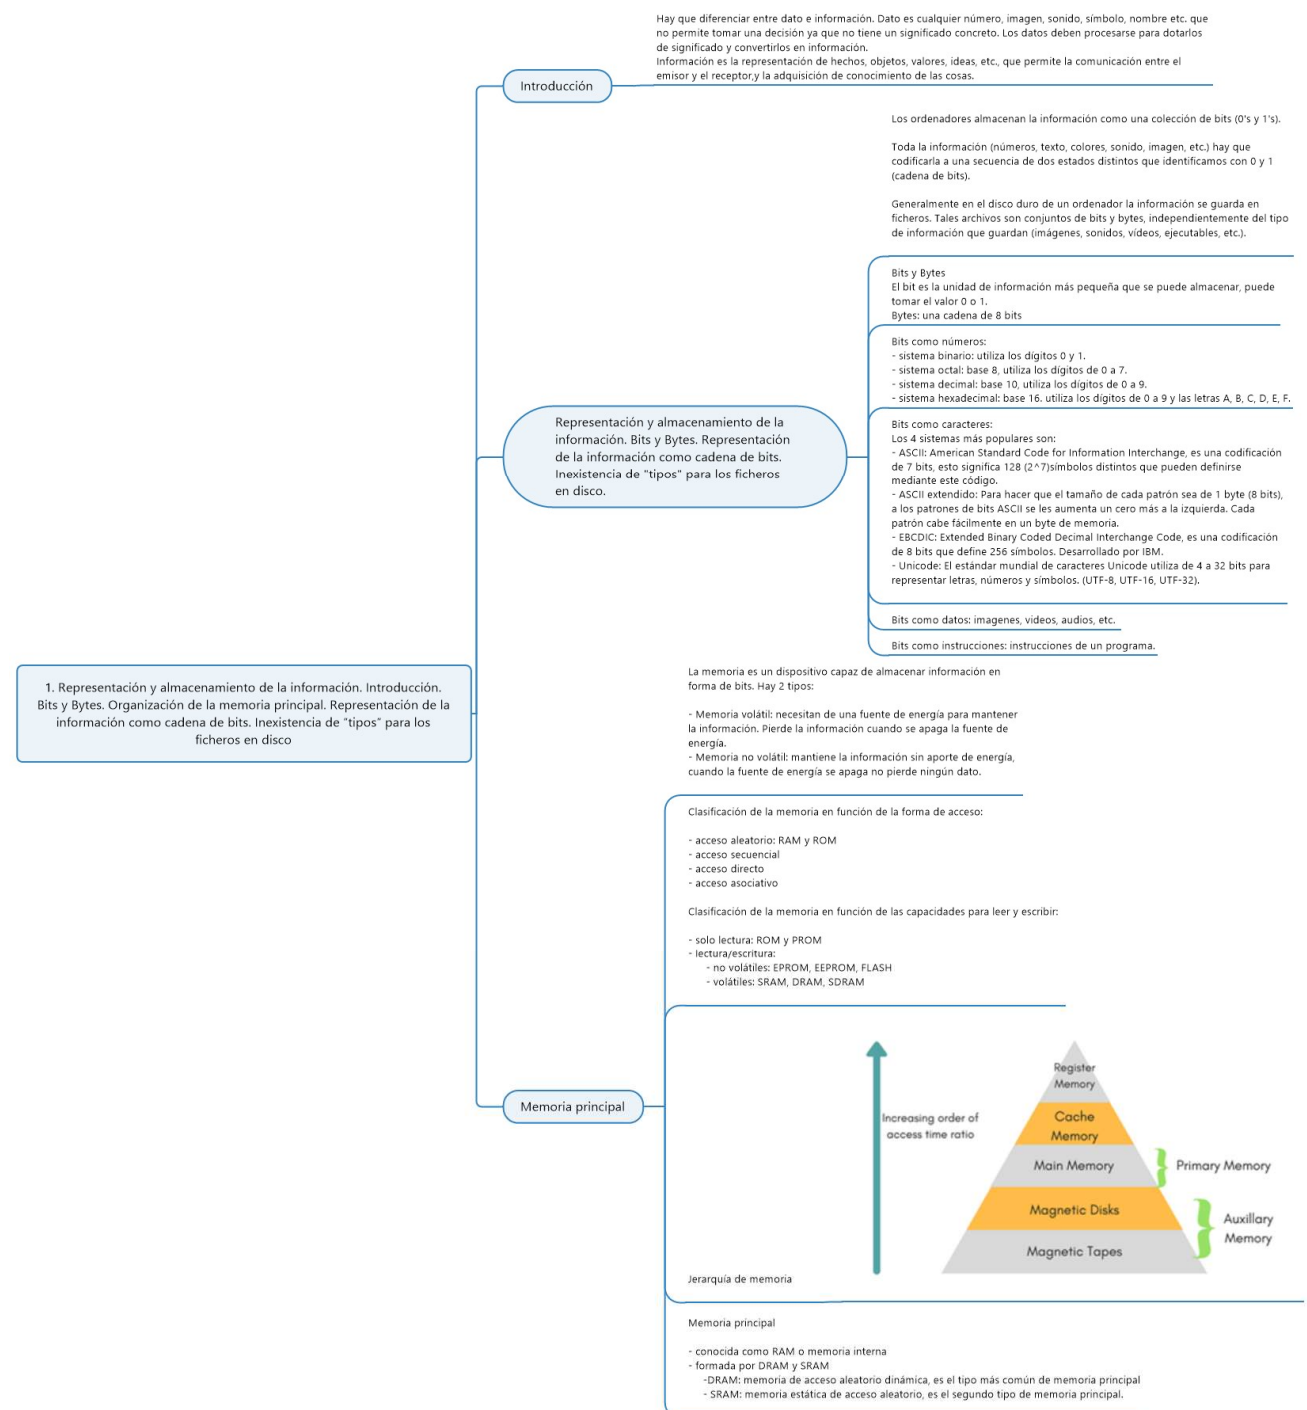 Hay que diferenciar entre dato e información. Dato es cualquier número, imagen, sonido, símbolo, nombre etc. que
no permite tomar una decisión ya que no tiene un significado concreto. Los datos deben procesarse para dotarlos
de significado y convertirlos en información.
Información es la representación de hechos, objetos, valores, ideas, etc., que permite la comunicación entre el
emisor y el receptor,y la adquisición de conocimiento de las cosas.
Introducción
Los ordenadores almacenan la información como una colección de bits (0's y 1's).
Toda la información (números, texto, colores, sonido, imagen, etc.) hay que
codificarla a una secuencia de dos estados distintos que identificamos con 0 y 1
(cadena de bits).
Generalmente en el disco duro de un ordenador la información se guarda en
ficheros. Tales archivos son conjuntos de bits y bytes, independientemente del tipo
de información que guardan (imágenes, sonidos, vídeos, ejecutables, etc.).
Bits y Bytes
El bit es la unidad de información más pequeña que se puede almacenar, puede
tomar el valor 0 o 1.
Bytes: una cadena de 8 bits
Bits como números:
- sistema binario: utiliza los dígitos 0 y 1.
- sistema octal: base 8, utiliza los dígitos de 0 a 7.
- sistema decimal: base 10, utiliza los dígitos de 0 a 9.
- sistema hexadecimal: base 16. utiliza los dígitos de 0 a 9 y las letras A, B, C, D, E, F.
Representación y almacenamiento de la
información. Bits y Bytes. Representación
de la información como cadena de bits.
Inexistencia de "tipos" para los ficheros
en disco.
Bits como caracteres:
Los 4 sistemas más populares son:
- ASCII: American Standard Code for Information Interchange, es una codificación
de 7 bits, esto significa 128 (2^7)símbolos distintos que pueden definirse
mediante este código.
- ASCII extendido: Para hacer que el tamaño de cada patrón sea de 1 byte (8 bits),
a los patrones de bits ASCII se les aumenta un cero más a la izquierda. Cada
patrón cabe fácilmente en un byte de memoria.
- EBCDIC: Extended Binary Coded Decimal Interchange Code, es una codificación
de 8 bits que define 256 símbolos. Desarrollado por IBM.
- Unicode: El estándar mundial de caracteres Unicode utiliza de 4 a 32 bits para
representar letras, números y símbolos. (UTF-8, UTF-16, UTF-32).
Bits como datos: imagenes, videos, audios, etc.
Bits como instrucciones: instrucciones de un programa.
1. Representación y almacenamiento de la información. Introducción.
Bits y Bytes. Organización de la memoria principal. Representación de la
información como cadena de bits. Inexistencia de "tipos" para los
ficheros en disco
La memoria es un dispositivo capaz de almacenar información en
forma de bits. Hay 2 tipos:
- Memoria volátil: necesitan de una fuente de energía para mantener
la información. Pierde la información cuando se apaga la fuente de
energía.
- Memoria no volátil: mantiene la información sin aporte de energía,
cuando la fuente de energía se apaga no pierde ningún dato.
Clasificación de la memoria en función de la forma de acceso:
- acceso aleatorio: RAM y ROM
- acceso secuencial
- acceso directo
- acceso asociativo
Clasificación de la memoria en función de las capacidades para leer y escribir:
- solo lectura: ROM y PROM
- lectura/escritura:
- no volátiles: EPROM, EEPROM, FLASH
- volátiles: SRAM, DRAM, SDRAM
Memoria principal
Increasing order of
access time ratio
Register
Memory
Cache
Memory
Main Memory
Primary Memory
Magnetic Disks
Magnetic Tapes
Auxillary
Memory
Jerarquía de memoria
Memoria principal
- conocida como RAM o memoria interna
- formada por DRAM y SRAM
-DRAM: memoria de acceso aleatorio dinámica, es el tipo más común de memoria principal
- SRAM: memoria estática de acceso aleatorio, es el segundo tipo de memoria principal.